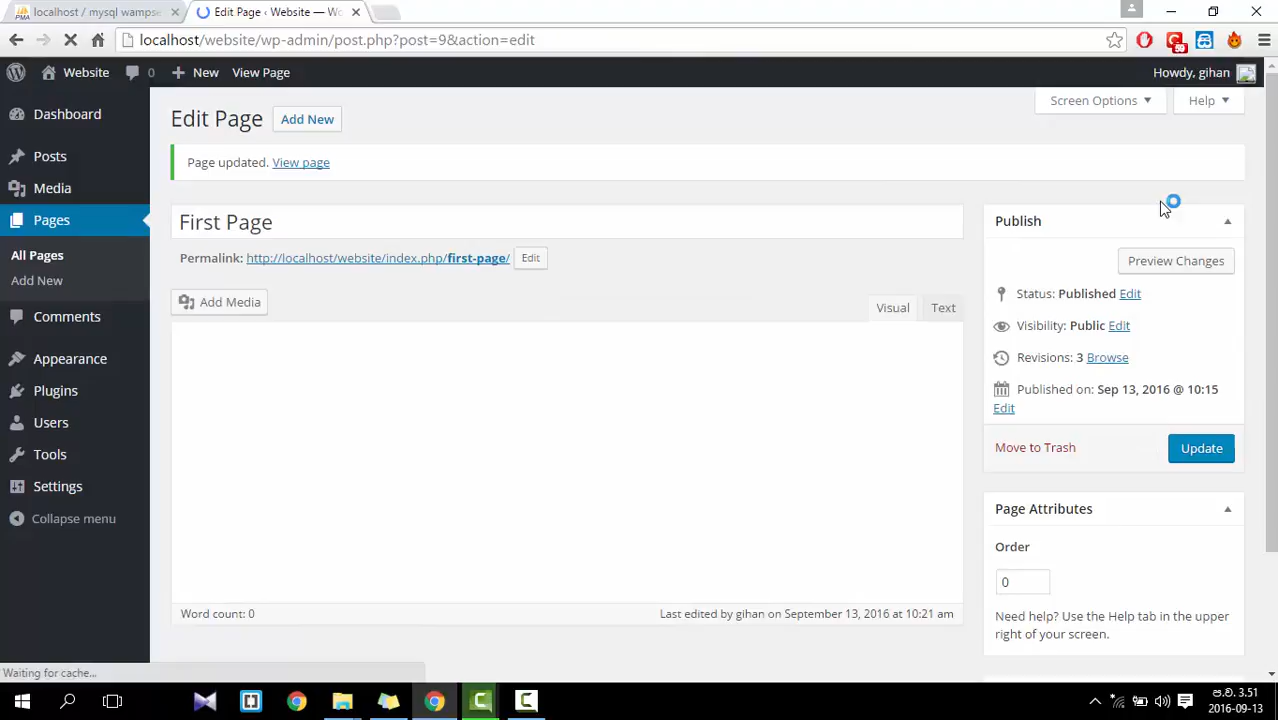 localhost / mysql wampse
Edit Page ‹ Website — Wo
localhost/website/wp-admin/post.php?post=9&action=edit
59
Website
0
New
View Page
Howdy, gihan
Dashboard
Posts
Media
Pages
All Pages
Add New
Comments
Appearance
Plugins
Users
Tools
Settings
Collapse menu
Screen Options
Help
Edit Page
Add New
Page updated. View page
First Page
Permalink: http://localhost/website/index.php/first-page/ Edit
Add Media
Visual
Text
Word count: 0
Last edited by gihan on September 13, 2016 at 10:21 am
Publish
Preview Changes
Status: Published Edit
Visibility: Public Edit
Revisions: 3 Browse
Published on: Sep 13, 2016 @ 10:15
Edit
Move to Trash
Update
Page Attributes
Order
0
Need help? Use the Help tab in the upper
right of your screen.
Waiting for cache...
ප.ව. 3.51
2016-09-13